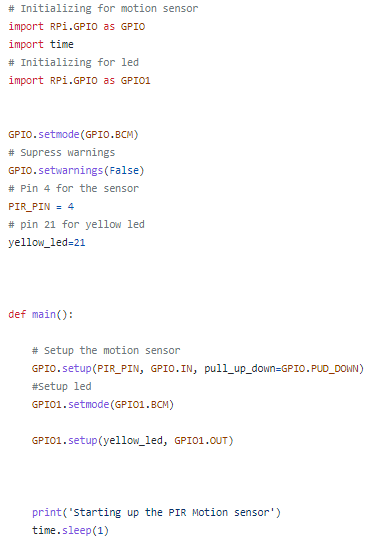 # Initializing for motion sensor
import RPi.GPIO as GPIO
import time
# Initializing for led
import RPi.GPIO as GPIO1
GPIO.setmode(GPIO.BCM)
# Supress warnings
GPIO.setwarnings(False)
# Pin 4 for the sensor
PIR_PIN = 4
# pin 21 for yellow led
yellow_led=21
def main():
    # Setup the motion sensor
    GPIO.setup(PIR_PIN, GPIO.IN, pull_up_down=GPIO.PUD_DOWN)
    #Setup led
    GPIO1.setmode(GPIO1.BCM)
    GPIO1.setup(yellow_led, GPIO1.OUT)
    print('Starting up the PIR Motion sensor')
    time.sleep(1)